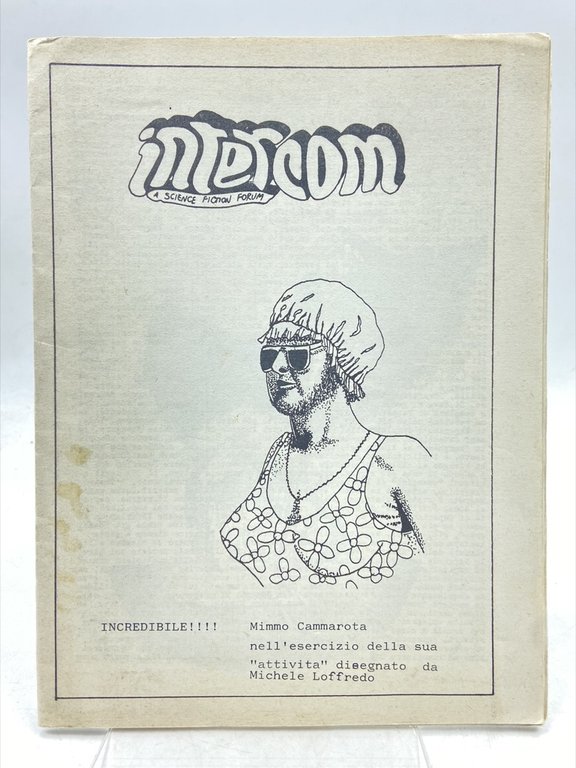 intercom
A SCIENCE FICTION FORUM
INCREDIBILE!!!! Mimmo Cammarota
nell'esercizio della sua
"attivita" disegnato da
Michele Loffredo